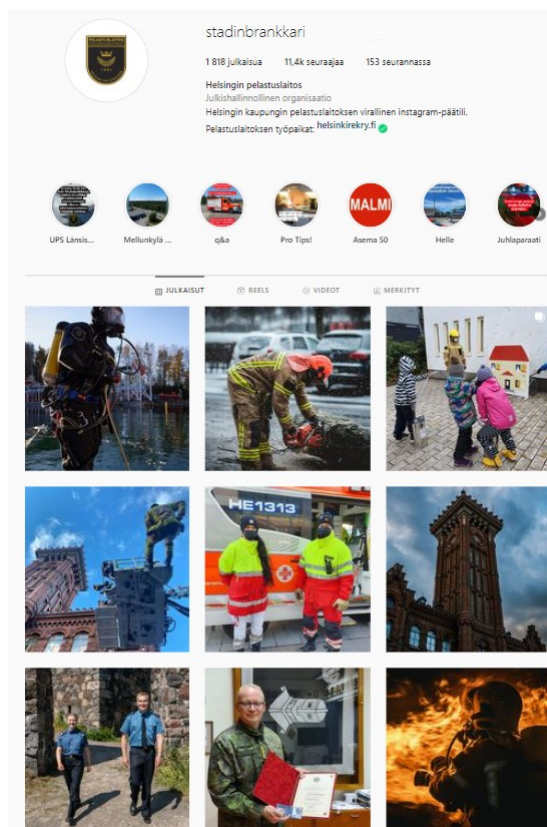 stadinbrankkari
1 818 julkaisua 11,4k seuraajaa 153 seurannassa
Helsingin pelastuslaitos
Julkishallinnollinen organisaatio
Helsingin kaupungin pelastuslaitoksen virallinen instagram-päätili.
Pelastuslaitoksen työpaikat: helsinkirekry.fi
MALMI
UPS Länsis... Mellunkylä ... q&a Pro Tips! Asema 50 Helle Juhlaparaati
JULKAISUT REELS VIDEOT MERKITYT
HE1313